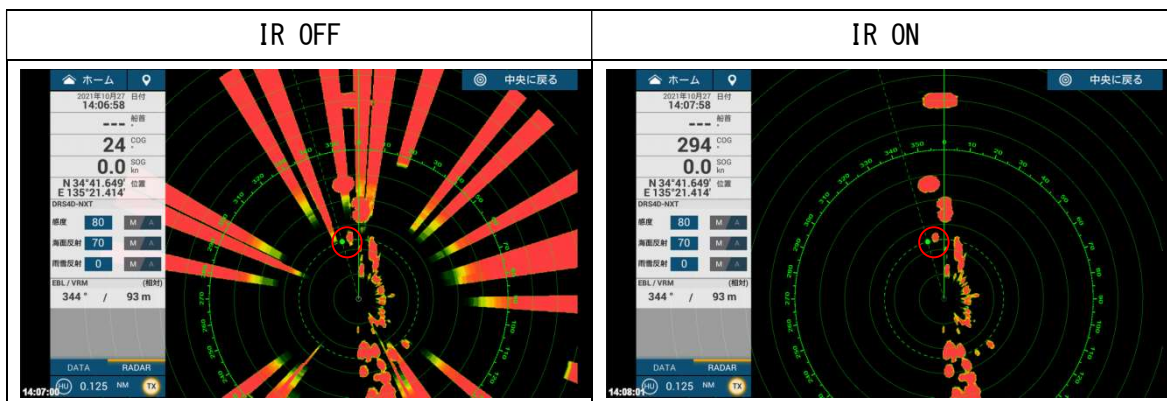 IR OFF
IR ON
ホーム
中央に戻る
2021年10月27 日付
14:06:58
--- 船首
24 COG
0.0 SOG
kn
N 34°41.649' 位置
E 135°21.414'
DRS4D-NXT
感度 80 M A
海面反射 70 M A
雨雪反射 0 M A
EBL / VRM (相対)
344 ° / 93 m
DATA RADAR
14:07:00 HU 0.125 NM TX
ホーム
中央に戻る
2021年10月27 日付
14:07:58
--- 船首
294 COG
0.0 SOG
kn
N 34°41.649' 位置
E 135°21.414'
DRS4D-NXT
感度 80 M A
海面反射 70 M A
雨雪反射 0 M A
EBL / VRM (相対)
344 ° / 93 m
DATA RADAR
14:08:01 HU 0.125 NM TX